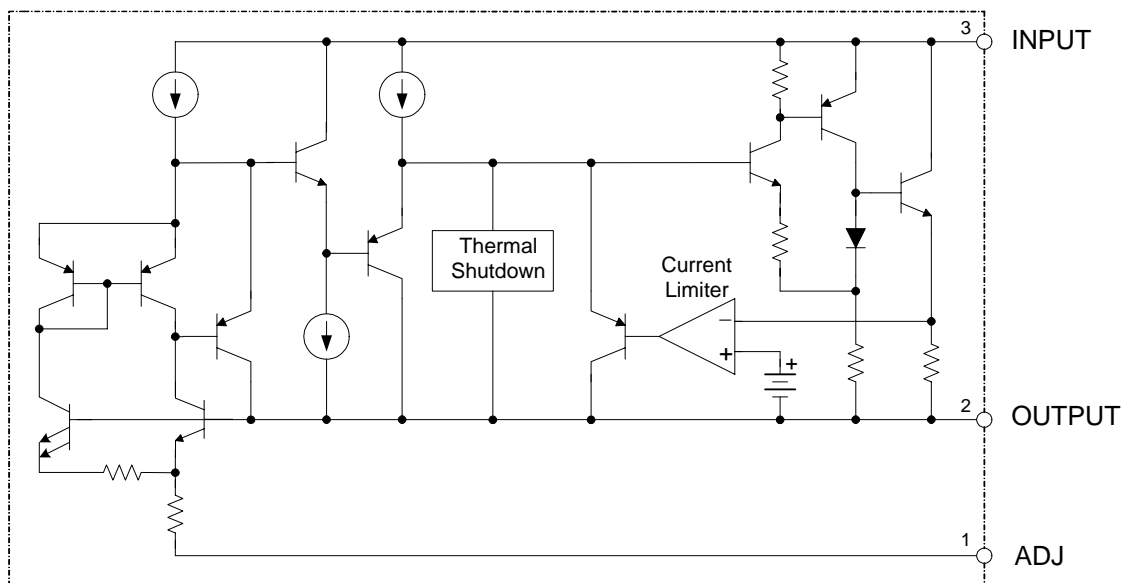 3 INPUT
Thermal
Shutdown
Current
Limiter
−
+
+
2 OUTPUT
1 ADJ